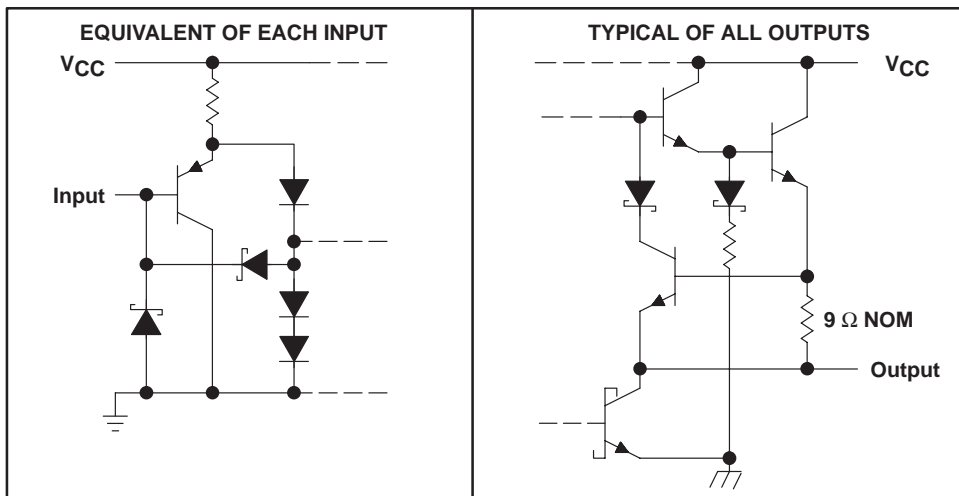 EQUIVALENT OF EACH INPUT
VCC
Input
TYPICAL OF ALL OUTPUTS
VCC
9 Ω NOM
Output